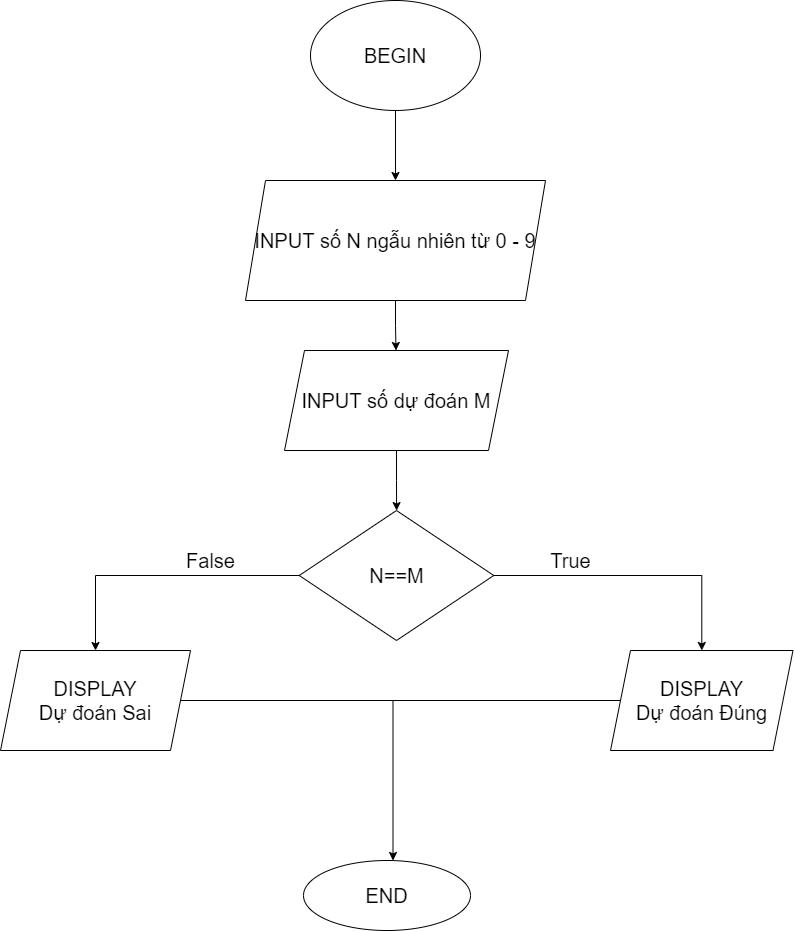 BEGIN
INPUT số N ngẫu nhiên từ 0 - 9
INPUT số dự đoán M
False
N==M
True
DISPLAY
Dự đoán Sai
DISPLAY
Dự đoán Đúng
END